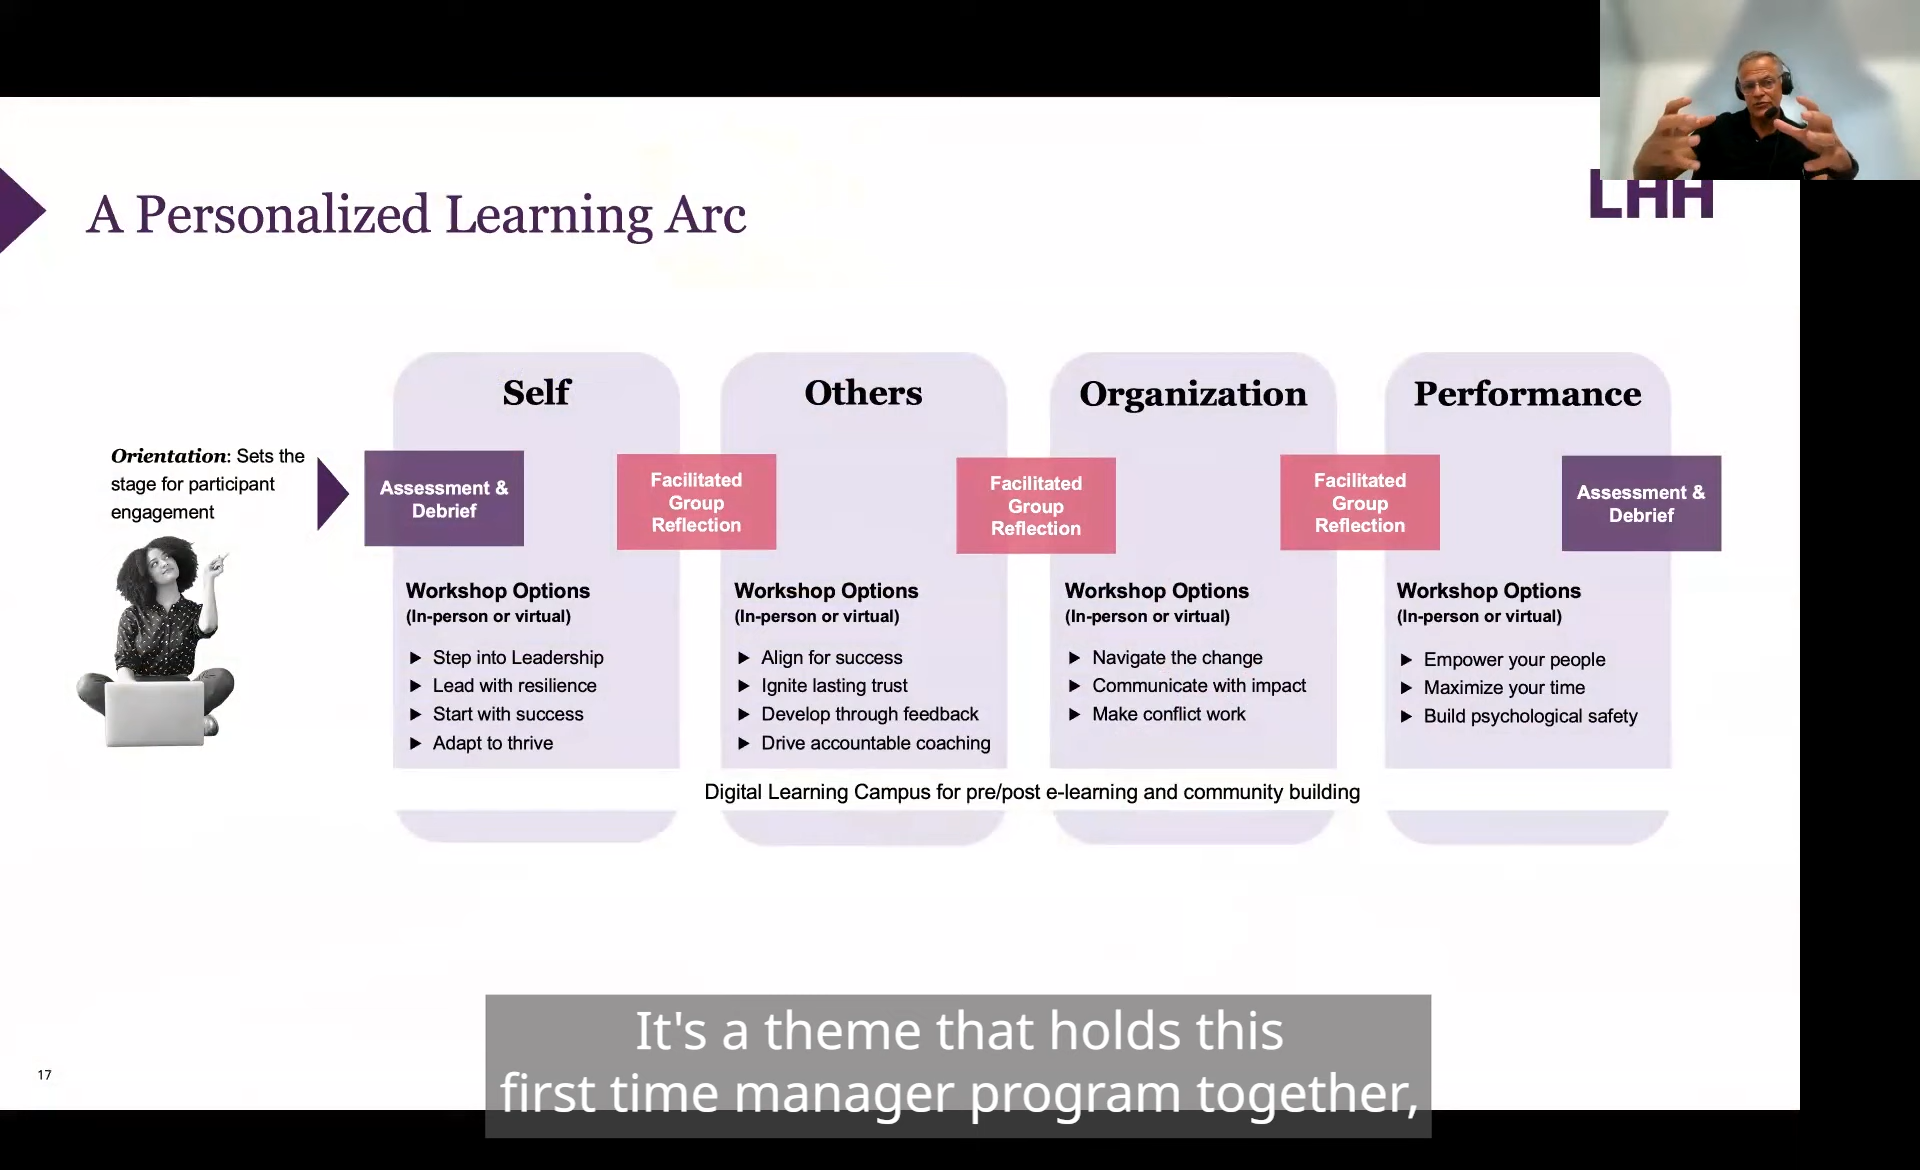 A Personalized Learning Arc
LHH
Self
Others
Organization
Performance
Orientation: Sets the
stage for participant
engagement
Assessment &
Debrief
Facilitated
Group
Reflection
Facilitated
Group
Reflection
Facilitated
Group
Reflection
Assessment &
Debrief
Workshop Options
(In-person or virtual)
▶ Step into Leadership
▶ Lead with resilience
▶ Start with success
▶ Adapt to thrive
Workshop Options
(In-person or virtual)
▶ Align for success
▶ Ignite lasting trust
▶ Develop through feedback
▶ Drive accountable coaching
Workshop Options
(In-person or virtual)
▶ Navigate the change
▶ Communicate with impact
▶ Make conflict work
Workshop Options
(In-person or virtual)
▶ Empower your people
▶ Maximize your time
▶ Build psychological safety
Digital Learning Campus for pre/post e-learning and community building
It's a theme that holds this
first time manager program together,
17